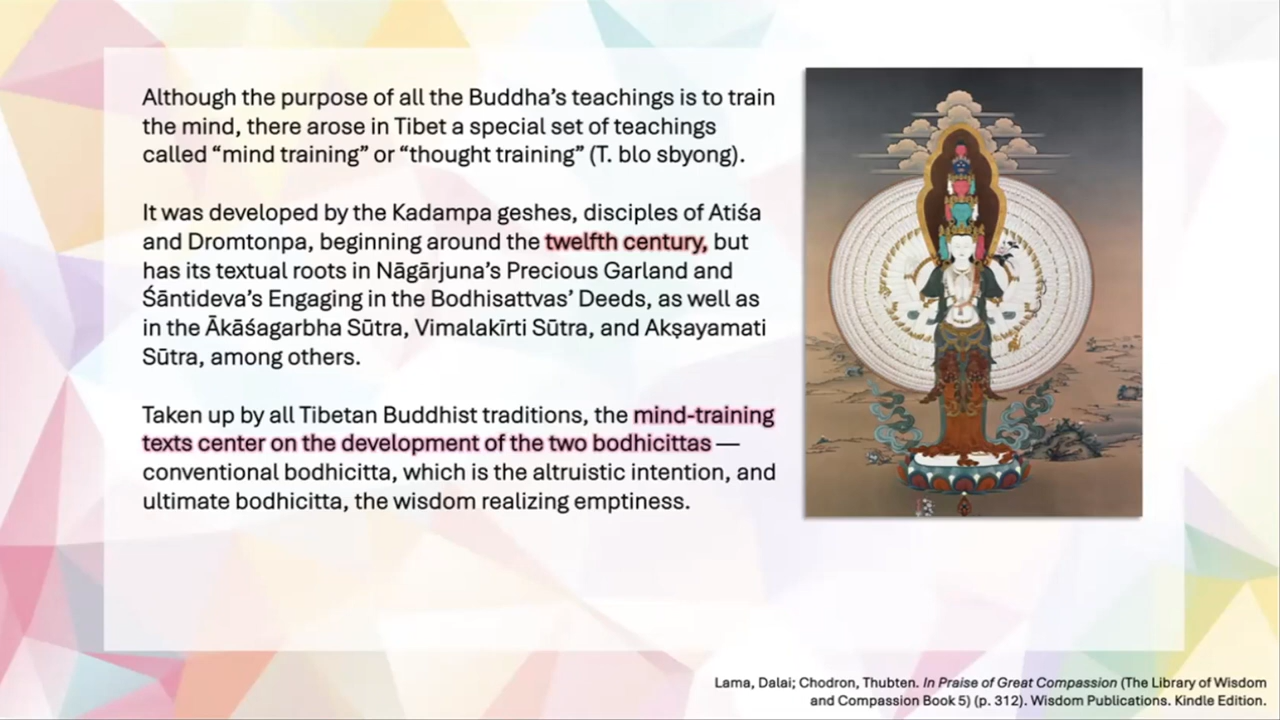 Although the purpose of all the Buddha’s teachings is to train
the mind, there arose in Tibet a special set of teachings
called “mind training” or “thought training” (T. blo sbyong).
It was developed by the Kadampa geshes, disciples of Atiśa
and Dromtonpa, beginning around the twelfth century, but
has its textual roots in Nāgārjuna’s Precious Garland and
Śāntideva’s Engaging in the Bodhisattvas’ Deeds, as well as
in the Ākāśagarbha Sūtra, Vimalakīrti Sūtra, and Akṣayamati
Sūtra, among others.
Taken up by all Tibetan Buddhist traditions, the mind-training
texts center on the development of the two bodhicittas —
conventional bodhicitta, which is the altruistic intention, and
ultimate bodhicitta, the wisdom realizing emptiness.
Lama, Dalai; Chodron, Thubten. In Praise of Great Compassion (The Library of Wisdom
and Compassion Book 5) (p. 312). Wisdom Publications. Kindle Edition.